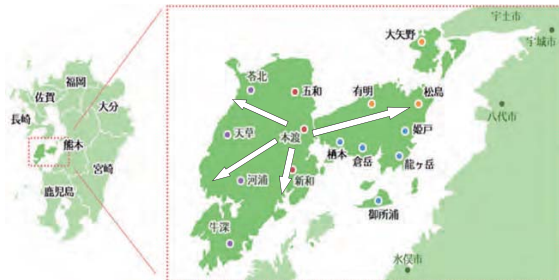 福岡
佐賀
大分
長崎
熊本
宮崎
鹿児島
宇土市
宇城市
大矢野
苓北
五和
有明
松島
八代市
天草
本渡
姫戸
栖本
倉岳
龍ヶ岳
河浦
新和
御所浦
牛深
水俣市